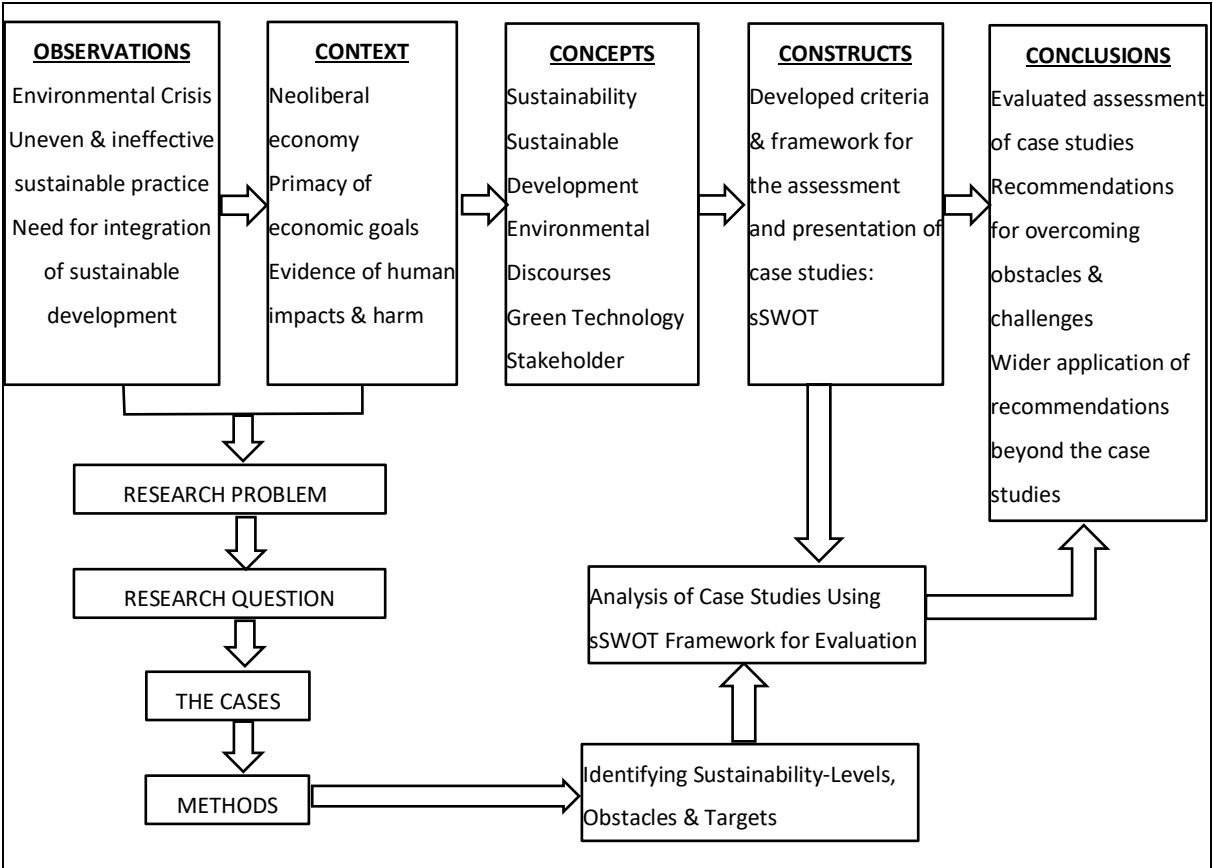 OBSERVATIONS
Environmental Crisis
Uneven & ineffective
sustainable practice
Need for integration
of sustainable
development
CONTEXT
Neoliberal
economy
Primacy of
economic goals
Evidence of human
impacts & harm
CONCEPTS
Sustainability
Sustainable
Development
Environmental
Discourses
Green Technology
Stakeholder
CONSTRUCTS
Developed criteria
& framework for
the assessment
and presentation of
case studies:
sSWOT
CONCLUSIONS
Evaluated assessment
of case studies
Recommendations
for overcoming
obstacles &
challenges
Wider application of
recommendations
beyond the case
studies
RESEARCH PROBLEM
RESEARCH QUESTION
THE CASES
METHODS
Identifying Sustainability-Levels,
Obstacles & Targets
Analysis of Case Studies Using
sSWOT Framework for Evaluation